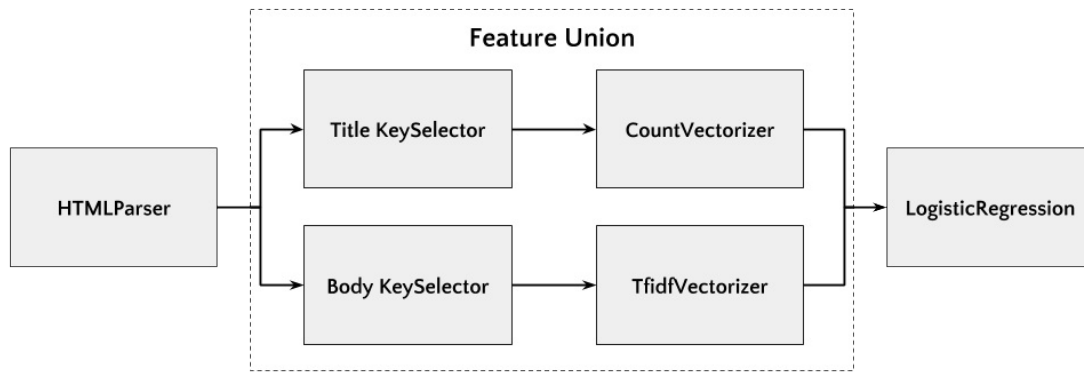 Feature Union
Title KeySelector
CountVectorizer
HTMLParser
LogisticRegression
Body KeySelector
TfidfVectorizer